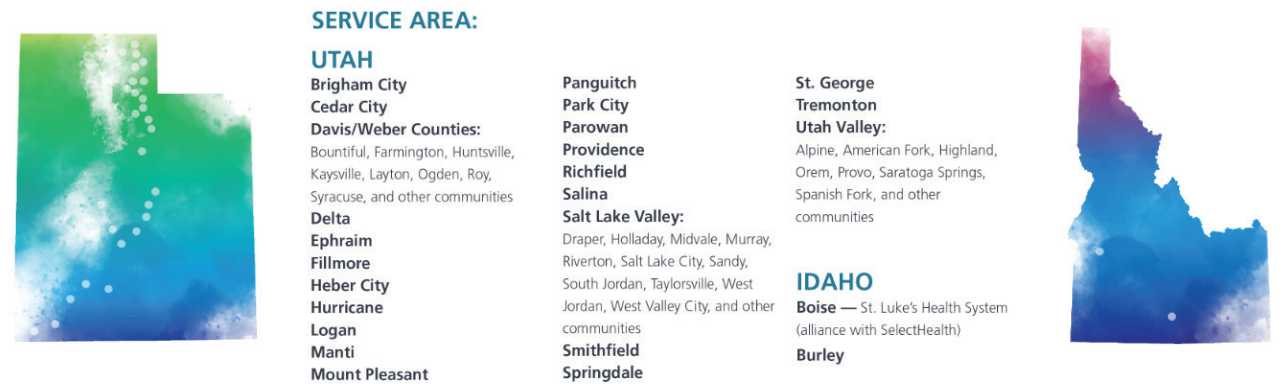 SERVICE AREA:
UTAH
Brigham City
Cedar City
Davis/Weber Counties:
Bountiful, Farmington, Huntsville,
Kaysville, Layton, Ogden, Roy,
Syracuse, and other communities
Delta
Ephraim
Fillmore
Heber City
Hurricane
Logan
Manti
Mount Pleasant
Panguitch
Park City
Parowan
Providence
Richfield
Salina
Salt Lake Valley:
Draper, Holladay, Midvale, Murray,
Riverton, Salt Lake City, Sandy,
South Jordan, Taylorsville, West
Jordan, West Valley City, and other
communities
Smithfield
Springdale
St. George
Tremonton
Utah Valley:
Alpine, American Fork, Highland,
Orem, Provo, Saratoga Springs,
Spanish Fork, and other
communities
IDAHO
Boise — St. Luke's Health System
(alliance with SelectHealth)
Burley